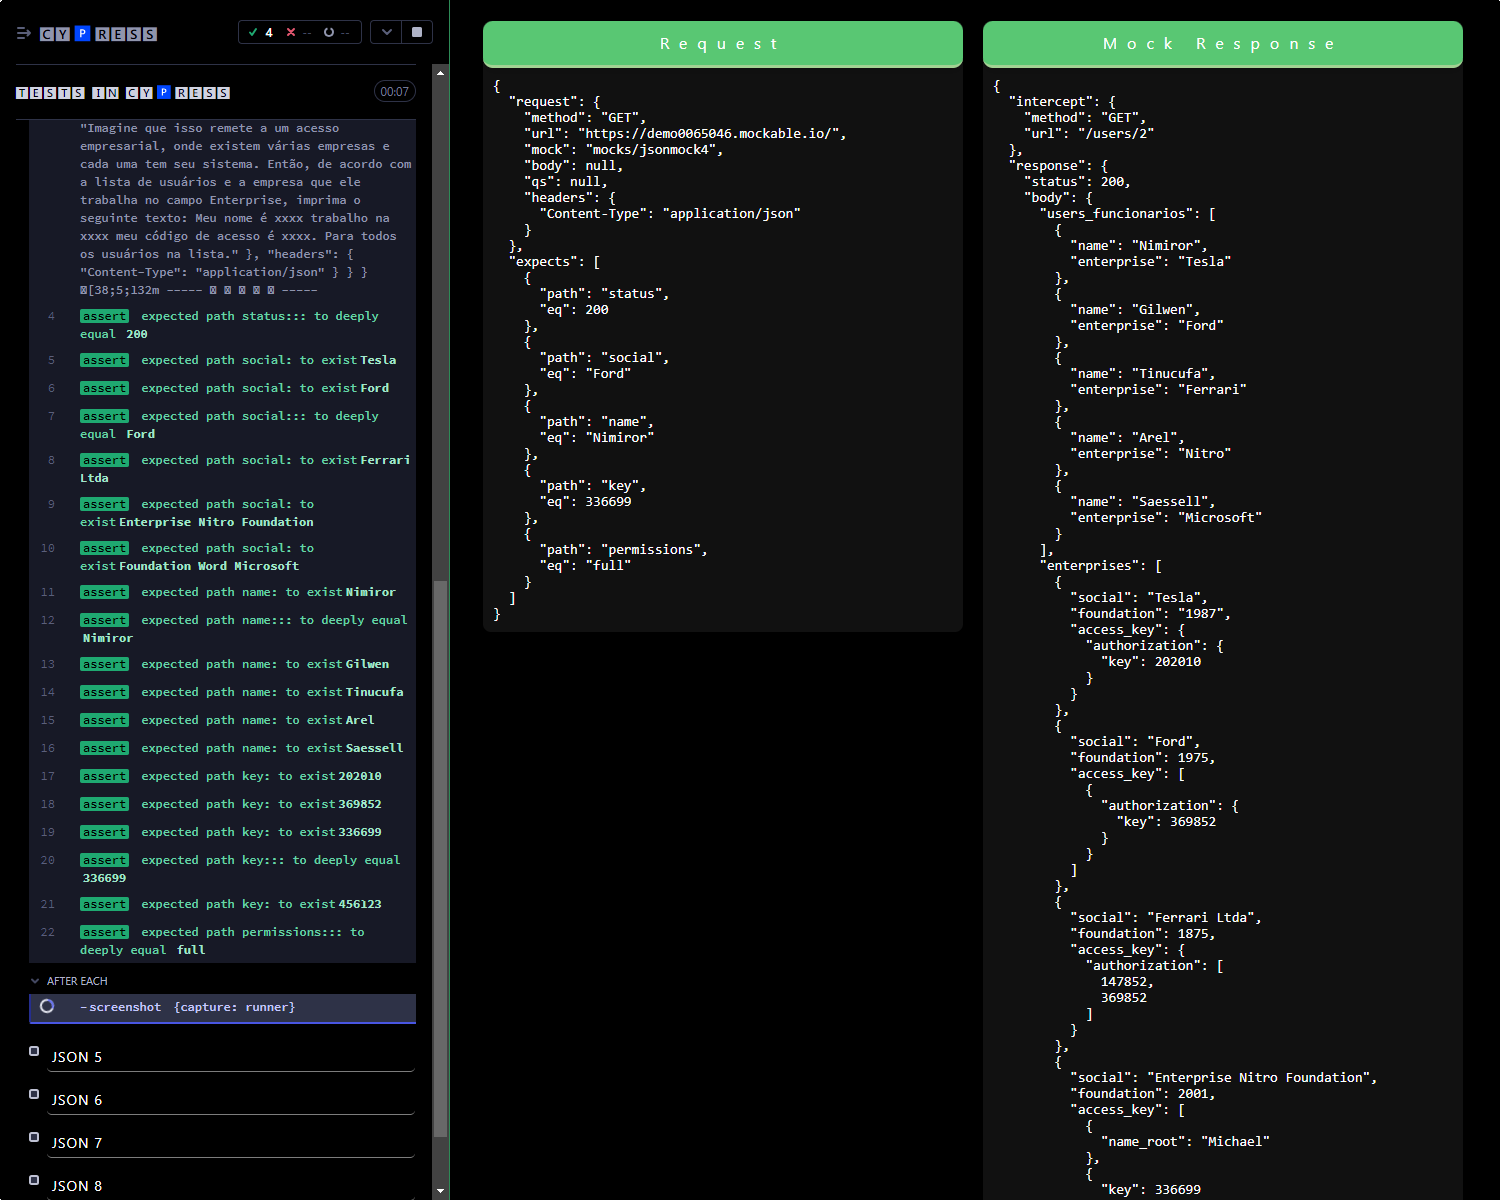 CYPRESS
4 -- --
TESTS IN CYPRESS
00:07
"Imagine que isso remete a um acesso
empresarial, onde existem várias empresas e
cada uma tem seu sistema. Então, de acordo com
a lista de usuários e a empresa que ele
trabalha no campo Enterprise, imprima o
seguinte texto: Meu nome é xxxx trabalho na
xxxx meu código de acesso é xxxx. Para todos
os usuários na lista." }, "headers": {
"Content-Type": "application/json" } } }
[38;5;132m ----- -----
4 assert expected path status::: to deeply
equal 200
5 assert expected path social: to exist Tesla
6 assert expected path social: to exist Ford
7 assert expected path social::: to deeply
equal Ford
8 assert expected path social: to exist Ferrari
Ltda
9 assert expected path social: to
exist Enterprise Nitro Foundation
10 assert expected path social: to
exist Foundation Word Microsoft
11 assert expected path name: to exist Nimiror
12 assert expected path name::: to deeply equal
Nimiror
13 assert expected path name: to exist Gilwen
14 assert expected path name: to exist Tinucufa
15 assert expected path name: to exist Arel
16 assert expected path name: to exist Saessell
17 assert expected path key: to exist 202010
18 assert expected path key: to exist 369852
19 assert expected path key: to exist 336699
20 assert expected path key::: to deeply equal
336699
21 assert expected path key: to exist 456123
22 assert expected path permissions::: to
deeply equal full
AFTER EACH
-screenshot {capture: runner}
JSON 5
JSON 6
JSON 7
JSON 8
Request
{
"request": {
"method": "GET",
"url": "https://demo0065046.mockable.io/",
"mock": "mocks/jsonmock4",
"body": null,
"qs": null,
"headers": {
"Content-Type": "application/json"
}
},
"expects": [
{
"path": "status",
"eq": 200
},
{
"path": "social",
"eq": "Ford"
},
{
"path": "name",
"eq": "Nimiror"
},
{
"path": "key",
"eq": 336699
},
{
"path": "permissions",
"eq": "full"
}
]
}
Mock Response
{
"intercept": {
"method": "GET",
"url": "/users/2"
},
"response": {
"status": 200,
"body": {
"users_funcionarios": [
{
"name": "Nimiror",
"enterprise": "Tesla"
},
{
"name": "Gilwen",
"enterprise": "Ford"
},
{
"name": "Tinucufa",
"enterprise": "Ferrari"
},
{
"name": "Arel",
"enterprise": "Nitro"
},
{
"name": "Saessell",
"enterprise": "Microsoft"
}
],
"enterprises": [
{
"social": "Tesla",
"foundation": "1987",
"access_key": {
"authorization": {
"key": 202010
}
}
},
{
"social": "Ford",
"foundation": 1975,
"access_key": [
{
"authorization": {
"key": 369852
}
}
]
},
{
"social": "Ferrari Ltda",
"foundation": 1875,
"access_key": {
"authorization": [
147852,
369852
]
}
},
{
"social": "Enterprise Nitro Foundation",
"foundation": 2001,
"access_key": [
{
"name_root": "Michael"
},
{
"key": 336699